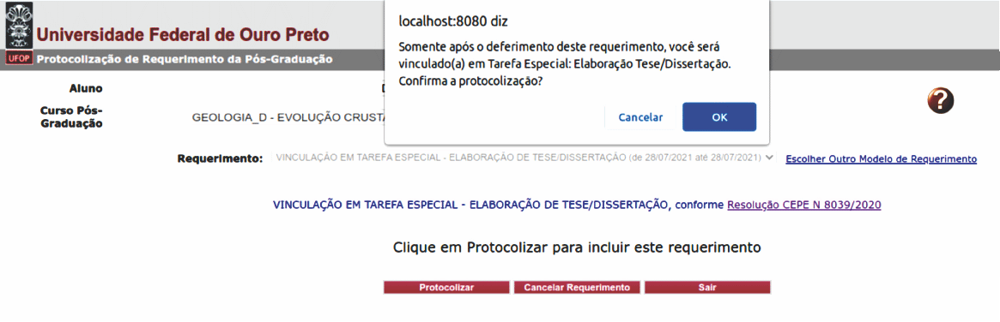 localhost:8080 diz
Somente após o deferimento deste requerimento, você será
vinculado(a) em Tarefa Especial: Elaboração Tese/Dissertação.
Confirma a protocolização?
Cancelar OK
Universidade Federal de Ouro Preto
UFOP Protocolização de Requerimento da Pós-Graduação
Aluno
Curso Pós-
Graduação
GEOLOGIA_D - EVOLUÇÃO
?
Requerimento: VINCULAÇÃO EM TAREFA ESPECIAL - ELABORAÇÃO DE TESE/DISSERTAÇÃO (de 28/07/2021 até 28/07/2021) Escolher Outro Modelo de Requerimento
VINCULAÇÃO EM TAREFA ESPECIAL - ELABORAÇÃO DE TESE/DISSERTAÇÃO, conforme Resolução CEPE N 8039/2020
Clique em Protocolizar para incluir este requerimento
Protocolizar Cancelar Requerimento Sair